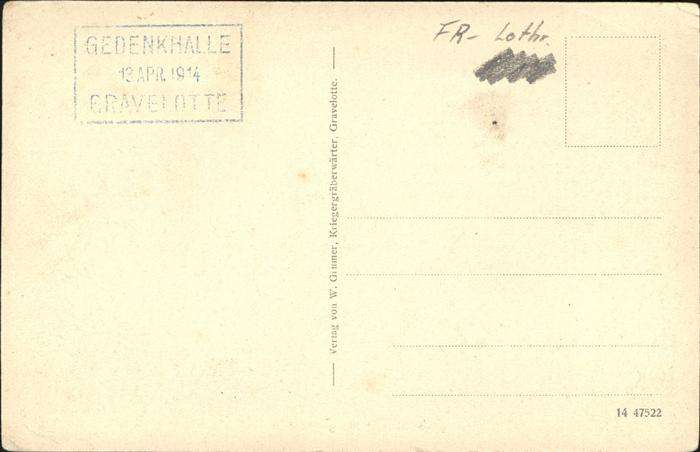 GEDENKHALLE
13 APR. 1914
GRAVELOTTE
FR- Lothr.
Verlag von W. Grimmer, Kriegergräberwärter, Gravelotte.
14 47522